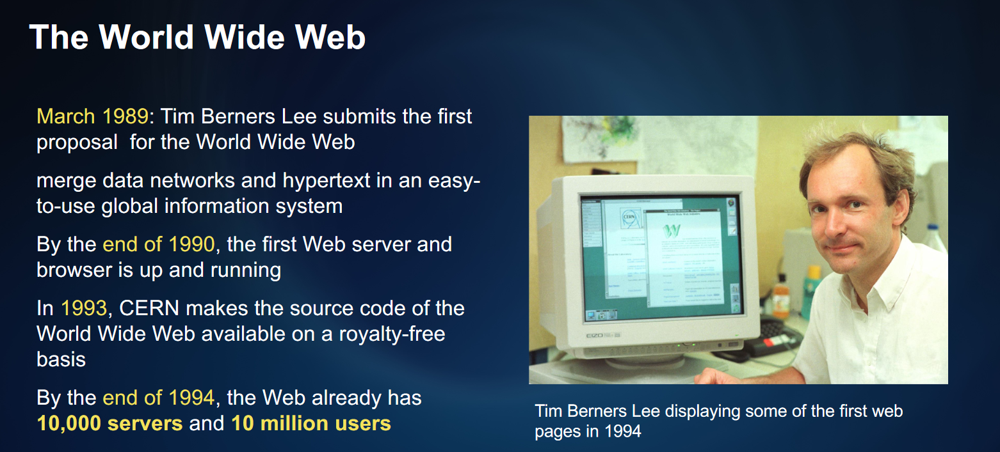 The World Wide Web
March 1989: Tim Berners Lee submits the first
proposal  for the World Wide Web
merge data networks and hypertext in an easy-
to-use global information system
By the end of 1990, the first Web server and
browser is up and running
In 1993, CERN makes the source code of the
World Wide Web available on a royalty-free
basis
By the end of 1994, the Web already has
10,000 servers and 10 million users
CERN
W
EIZO
Tim Berners Lee displaying some of the first web
pages in 1994